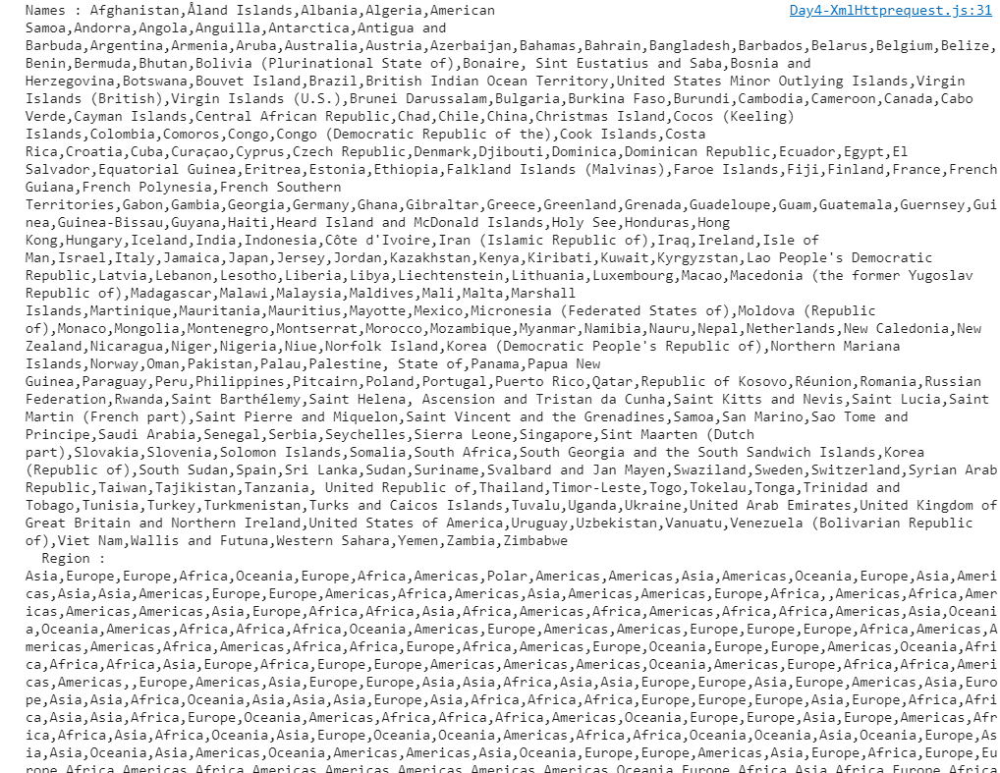 Names : Afghanistan,Åland Islands,Albania,Algeria,American
Day4-XmlHttprequest.js:31
Samoa,Andorra,Angola,Anguilla,Antarctica,Antigua and
Barbuda,Argentina,Armenia,Aruba,Australia,Austria,Azerbaijan,Bahamas,Bahrain,Bangladesh,Barbados,Belarus,Belgium,Belize,
Benin,Bermuda,Bhutan,Bolivia (Plurinational State of),Bonaire, Sint Eustatius and Saba,Bosnia and
Herzegovina,Botswana,Bouvet Island,Brazil,British Indian Ocean Territory,United States Minor Outlying Islands,Virgin
Islands (British),Virgin Islands (U.S.),Brunei Darussalam,Bulgaria,Burkina Faso,Burundi,Cambodia,Cameroon,Canada,Cabo
Verde,Cayman Islands,Central African Republic,Chad,Chile,China,Christmas Island,Cocos (Keeling)
Islands,Colombia,Comoros,Congo,Congo (Democratic Republic of the),Cook Islands,Costa
Rica,Croatia,Cuba,Curaçao,Cyprus,Czech Republic,Denmark,Djibouti,Dominica,Dominican Republic,Ecuador,Egypt,El
Salvador,Equatorial Guinea,Eritrea,Estonia,Ethiopia,Falkland Islands (Malvinas),Faroe Islands,Fiji,Finland,France,French
Guiana,French Polynesia,French Southern
Territories,Gabon,Gambia,Georgia,Germany,Ghana,Gibraltar,Greece,Greenland,Grenada,Guadeloupe,Guam,Guatemala,Guernsey,Gui
nea,Guinea-Bissau,Guyana,Haiti,Heard Island and McDonald Islands,Holy See,Honduras,Hong
Kong,Hungary,Iceland,India,Indonesia,Côte d'Ivoire,Iran (Islamic Republic of),Iraq,Ireland,Isle of
Man,Israel,Italy,Jamaica,Japan,Jersey,Jordan,Kazakhstan,Kenya,Kiribati,Kuwait,Kyrgyzstan,Lao People's Democratic
Republic,Latvia,Lebanon,Lesotho,Liberia,Libya,Liechtenstein,Lithuania,Luxembourg,Macao,Macedonia (the former Yugoslav
Republic of),Madagascar,Malawi,Malaysia,Maldives,Mali,Malta,Marshall
Islands,Martinique,Mauritania,Mauritius,Mayotte,Mexico,Micronesia (Federated States of),Moldova (Republic
of),Monaco,Mongolia,Montenegro,Montserrat,Morocco,Mozambique,Myanmar,Namibia,Nauru,Nepal,Netherlands,New Caledonia,New
Zealand,Nicaragua,Niger,Nigeria,Niue,Norfolk Island,Korea (Democratic People's Republic of),Northern Mariana
Islands,Norway,Oman,Pakistan,Palau,Palestine, State of,Panama,Papua New
Guinea,Paraguay,Peru,Philippines,Pitcairn,Poland,Portugal,Puerto Rico,Qatar,Republic of Kosovo,Réunion,Romania,Russian
Federation,Rwanda,Saint Barthélemy,Saint Helena, Ascension and Tristan da Cunha,Saint Kitts and Nevis,Saint Lucia,Saint
Martin (French part),Saint Pierre and Miquelon,Saint Vincent and the Grenadines,Samoa,San Marino,Sao Tome and
Principe,Saudi Arabia,Senegal,Serbia,Seychelles,Sierra Leone,Singapore,Sint Maarten (Dutch
part),Slovakia,Slovenia,Solomon Islands,Somalia,South Africa,South Georgia and the South Sandwich Islands,Korea
(Republic of),South Sudan,Spain,Sri Lanka,Sudan,Suriname,Svalbard and Jan Mayen,Swaziland,Sweden,Switzerland,Syrian Arab
Republic,Taiwan,Tajikistan,Tanzania, United Republic of,Thailand,Timor-Leste,Togo,Tokelau,Tonga,Trinidad and
Tobago,Tunisia,Turkey,Turkmenistan,Turks and Caicos Islands,Tuvalu,Uganda,Ukraine,United Arab Emirates,United Kingdom of
Great Britain and Northern Ireland,United States of America,Uruguay,Uzbekistan,Vanuatu,Venezuela (Bolivarian Republic
of),Viet Nam,Wallis and Futuna,Western Sahara,Yemen,Zambia,Zimbabwe
Region :
Asia,Europe,Europe,Africa,Oceania,Europe,Africa,Americas,Polar,Americas,Americas,Asia,Americas,Oceania,Europe,Asia,Ameri
cas,Asia,Asia,Americas,Europe,Europe,Americas,Africa,Americas,Asia,Americas,Americas,Europe,Africa,,Americas,Africa,Amer
icas,Americas,Americas,Asia,Europe,Africa,Africa,Asia,Africa,Americas,Africa,Americas,Africa,Africa,Americas,Asia,Oceani
a,Oceania,Americas,Africa,Africa,Africa,Oceania,Americas,Europe,Americas,Americas,Europe,Europe,Europe,Africa,Americas,A
mericas,Americas,Africa,Americas,Africa,Africa,Europe,Africa,Americas,Europe,Oceania,Europe,Europe,Americas,Oceania,Afri
ca,Africa,Africa,Asia,Europe,Africa,Europe,Europe,Americas,Americas,Americas,Oceania,Americas,Europe,Africa,Africa,Ameri
cas,Americas,,Europe,Americas,Asia,Europe,Europe,Asia,Asia,Africa,Asia,Asia,Europe,Europe,Asia,Europe,Americas,Asia,Euro
pe,Asia,Asia,Africa,Oceania,Asia,Asia,Asia,Europe,Asia,Africa,Africa,Africa,Europe,Europe,Europe,Asia,Europe,Africa,Afri
ca,Asia,Asia,Africa,Europe,Oceania,Americas,Africa,Africa,Africa,Americas,Oceania,Europe,Europe,Asia,Europe,Americas,Afr
ica,Africa,Asia,Africa,Oceania,Asia,Europe,Oceania,Oceania,Americas,Africa,Africa,Oceania,Oceania,Asia,Oceania,Europe,As
ia,Asia,Oceania,Asia,Americas,Oceania,Americas,Americas,Asia,Oceania,Europe,Europe,Americas,Asia,Europe,Africa,Europe,Eu
rope,Africa,Americas,Africa,Americas,Americas,Americas,Americas,Americas,Oceania,Europe,Africa,Asia,Africa,Europe,Africa